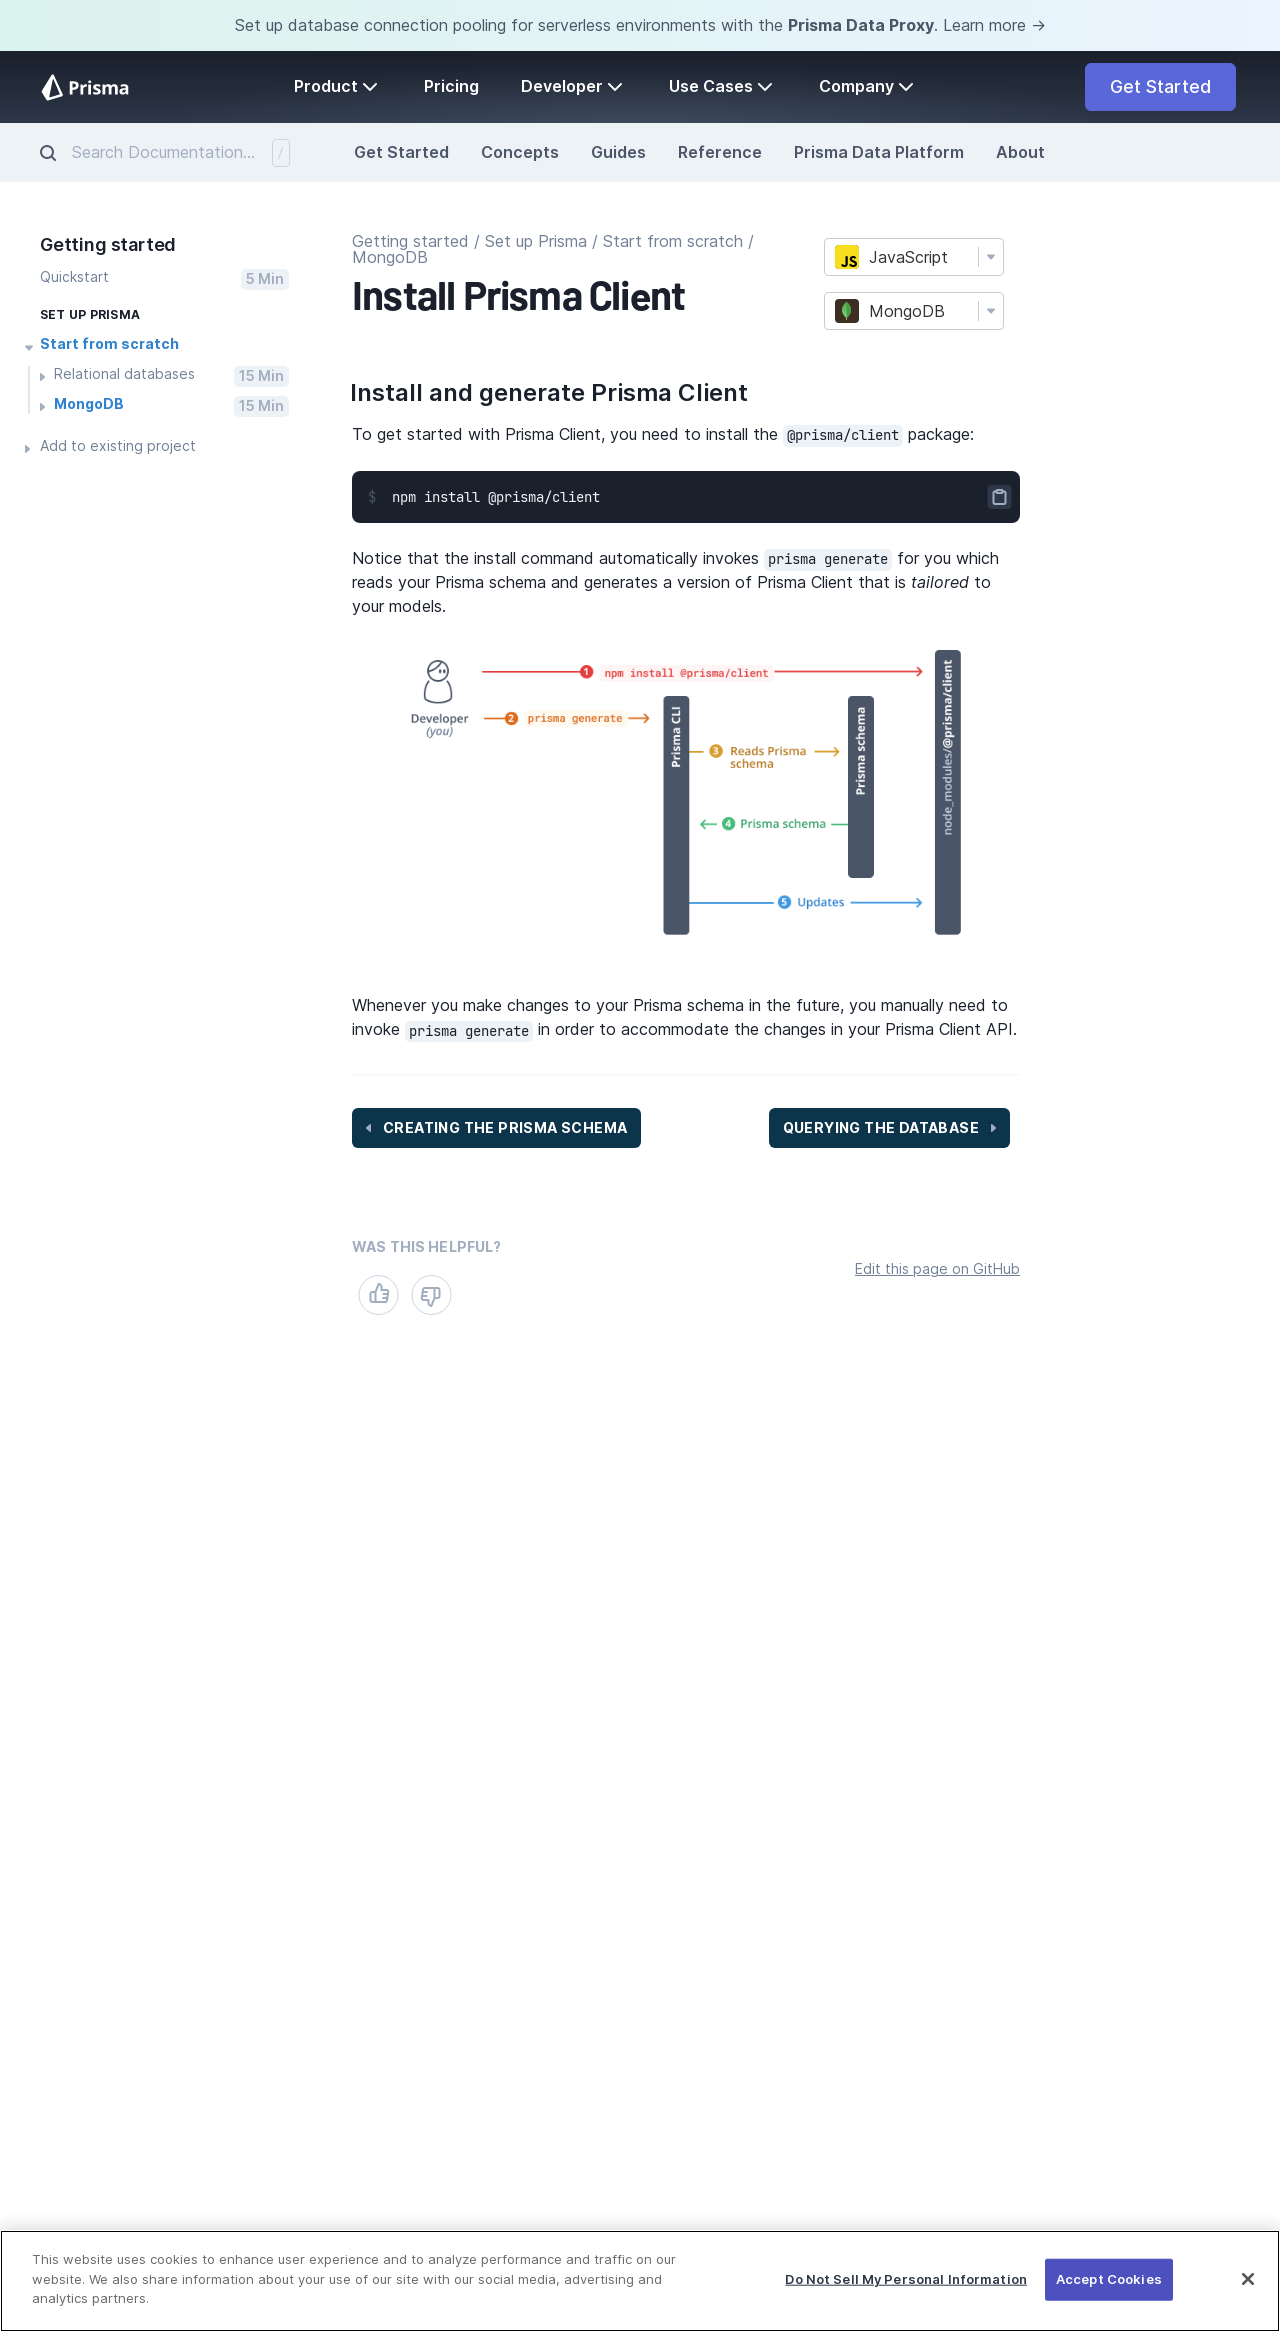 Set up database connection pooling for serverless environments with the Prisma Data Proxy. Learn more →
Prisma
Product
Pricing
Developer
Use Cases
Company
Get Started
Search Documentation...
/
Get Started
Concepts
Guides
Reference
Prisma Data Platform
About
Getting started
Quickstart
5 Min
SET UP PRISMA
Start from scratch
Relational databases
15 Min
MongoDB
15 Min
Add to existing project
Getting started / Set up Prisma / Start from scratch /
MongoDB
Install Prisma Client
JS
JavaScript
MongoDB
Install and generate Prisma Client
To get started with Prisma Client, you need to install the @prisma/client package:
$ npm install @prisma/client
Notice that the install command automatically invokes prisma generate for you which
reads your Prisma schema and generates a version of Prisma Client that is tailored to
your models.
Developer
(you)
1 npm install @prisma/client
2 prisma generate
Prisma CLI
3 Reads Prisma
schema
Prisma schema
node_modules/@prisma/client
4 Prisma schema
5 Updates
Whenever you make changes to your Prisma schema in the future, you manually need to
invoke prisma generate in order to accommodate the changes in your Prisma Client API.
CREATING THE PRISMA SCHEMA
QUERYING THE DATABASE
WAS THIS HELPFUL?
Edit this page on GitHub
This website uses cookies to enhance user experience and to analyze performance and traffic on our
website. We also share information about your use of our site with our social media, advertising and
analytics partners.
Do Not Sell My Personal Information
Accept Cookies